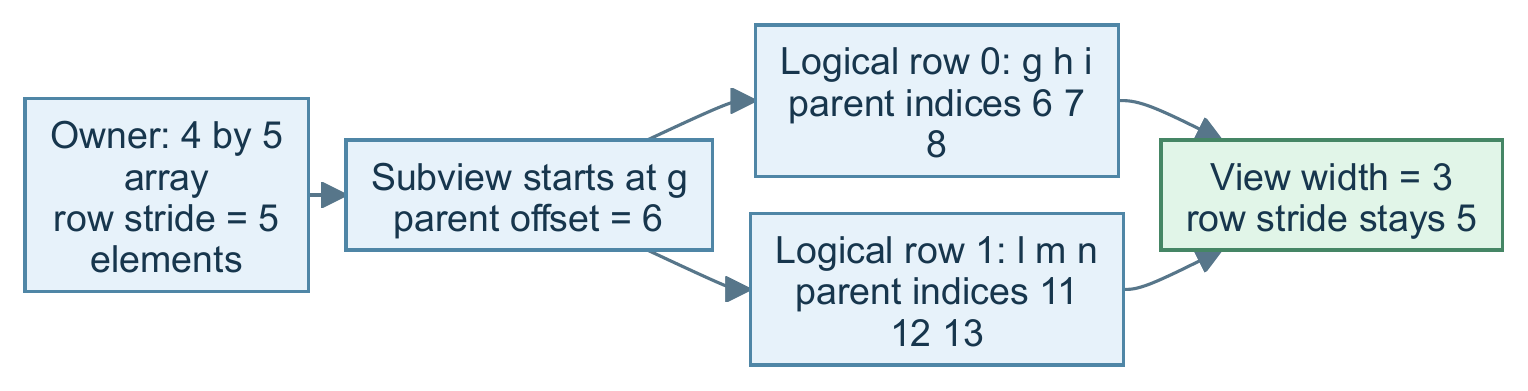 Owner: 4 by 5
array
row stride = 5
elements
Subview starts at g
parent offset = 6
Logical row 0: g h i
parent indices 6 7
8
Logical row 1: l m n
parent indices 11
12 13
View width = 3
row stride stays 5